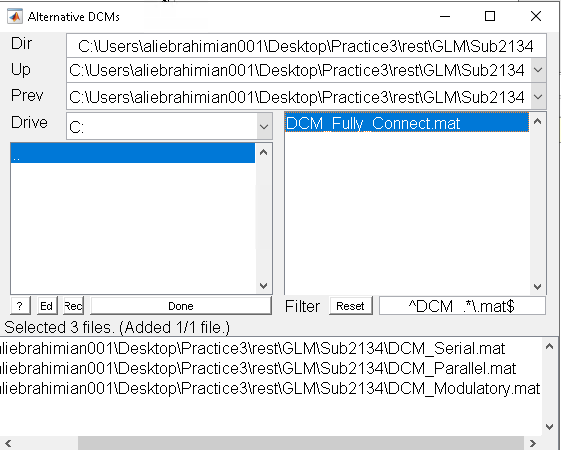 Alternative DCMs
Dir C:\Users\aliebrahimian001\Desktop\Practice3\rest\GLM\Sub2134
Up C:\Users\aliebrahimian001\Desktop\Practice3\rest\GLM\Sub2134
Prev C:\Users\aliebrahimian001\Desktop\Practice3\rest\GLM\Sub2134
Drive C:
DCM_Fully_Connect.mat
..
? Ed Rec Done Filter Reset ^DCM_.*\.mat$
Selected 3 files. (Added 1/1 file.)
aliebrahimian001\Desktop\Practice3\rest\GLM\Sub2134\DCM_Serial.mat
aliebrahimian001\Desktop\Practice3\rest\GLM\Sub2134\DCM_Parallel.mat
aliebrahimian001\Desktop\Practice3\rest\GLM\Sub2134\DCM_Modulatory.mat